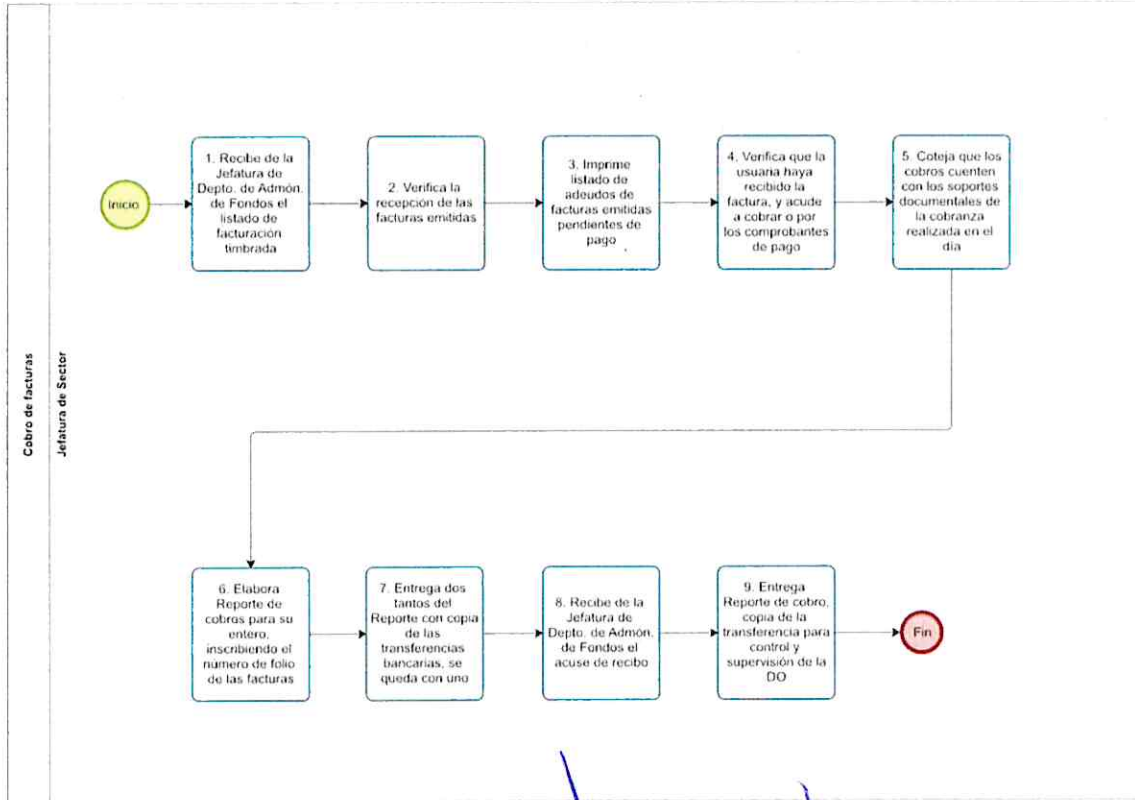 Cobro de facturas
Jefatura de Sector
Inicio
1. Recibe de la
Jefatura de
Depto. de Admón.
de Fondos el
listado de
facturación
timbrada
2. Verifica la
recepción de las
facturas emitidas
3. Imprime
listado de
adeudos de
facturas emitidas
pendientes de
pago
4. Verifica que la
usuaria haya
recibido la
factura, y acude
a cobrar o por
los comprobantes
de pago
5. Coteja que los
cobros cuenten
con los soportes
documentales de
la cobranza
realizada en el
día
6. Elabora
Reporte de
cobros para su
entero,
inscribiendo el
número de folio
de las facturas
7. Entrega dos
tantos del
Reporte con copia
de las
transferencias
bancarias, se
queda con uno
8. Recibe de la
Jefatura de
Depto. de Admón.
de Fondos el
acuse de recibo
9. Entrega
Reporte de cobro,
copia de la
transferencia para
control y
supervisión de la
DO
Fin